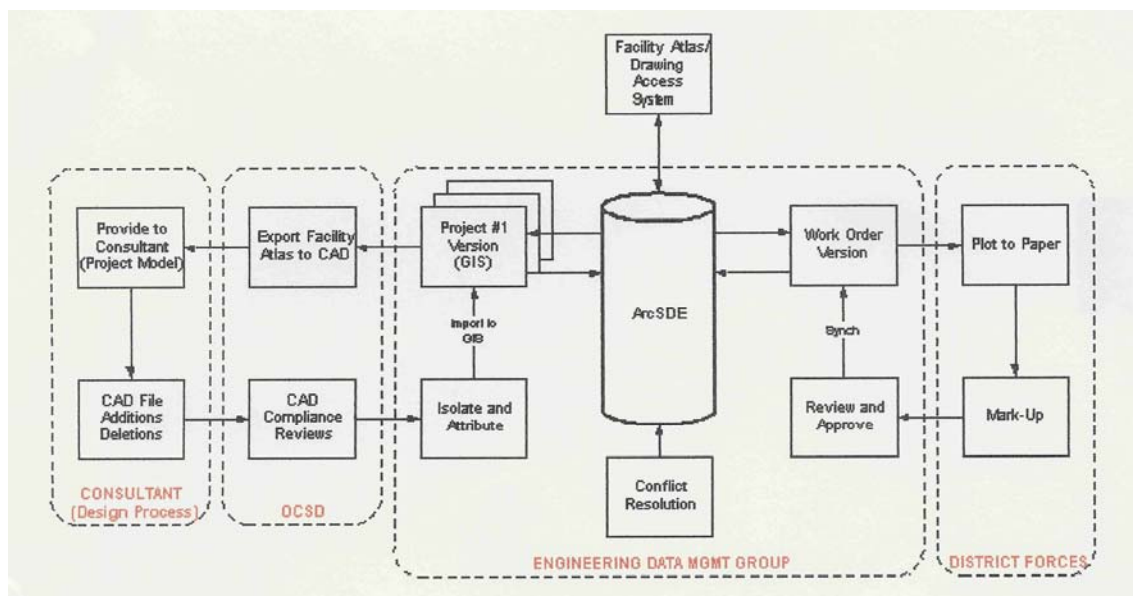 Facility Atlas/
Drawing
Access
System
Provide to
Consultant
(Project Model)
Export Facility
Atlas to CAD
Project #1
Version
(GIS)
ArcSDE
Work Order
Version
Plot to Paper
Import to
GIS
Synch
CAD File
Additions
Deletions
CAD
Compliance
Reviews
Isolate and
Attribute
Review and
Approve
Mark-Up
Conflict
Resolution
CONSULTANT
(Design Process)
OCSD
ENGINEERING DATA MGMT GROUP
DISTRICT FORCES